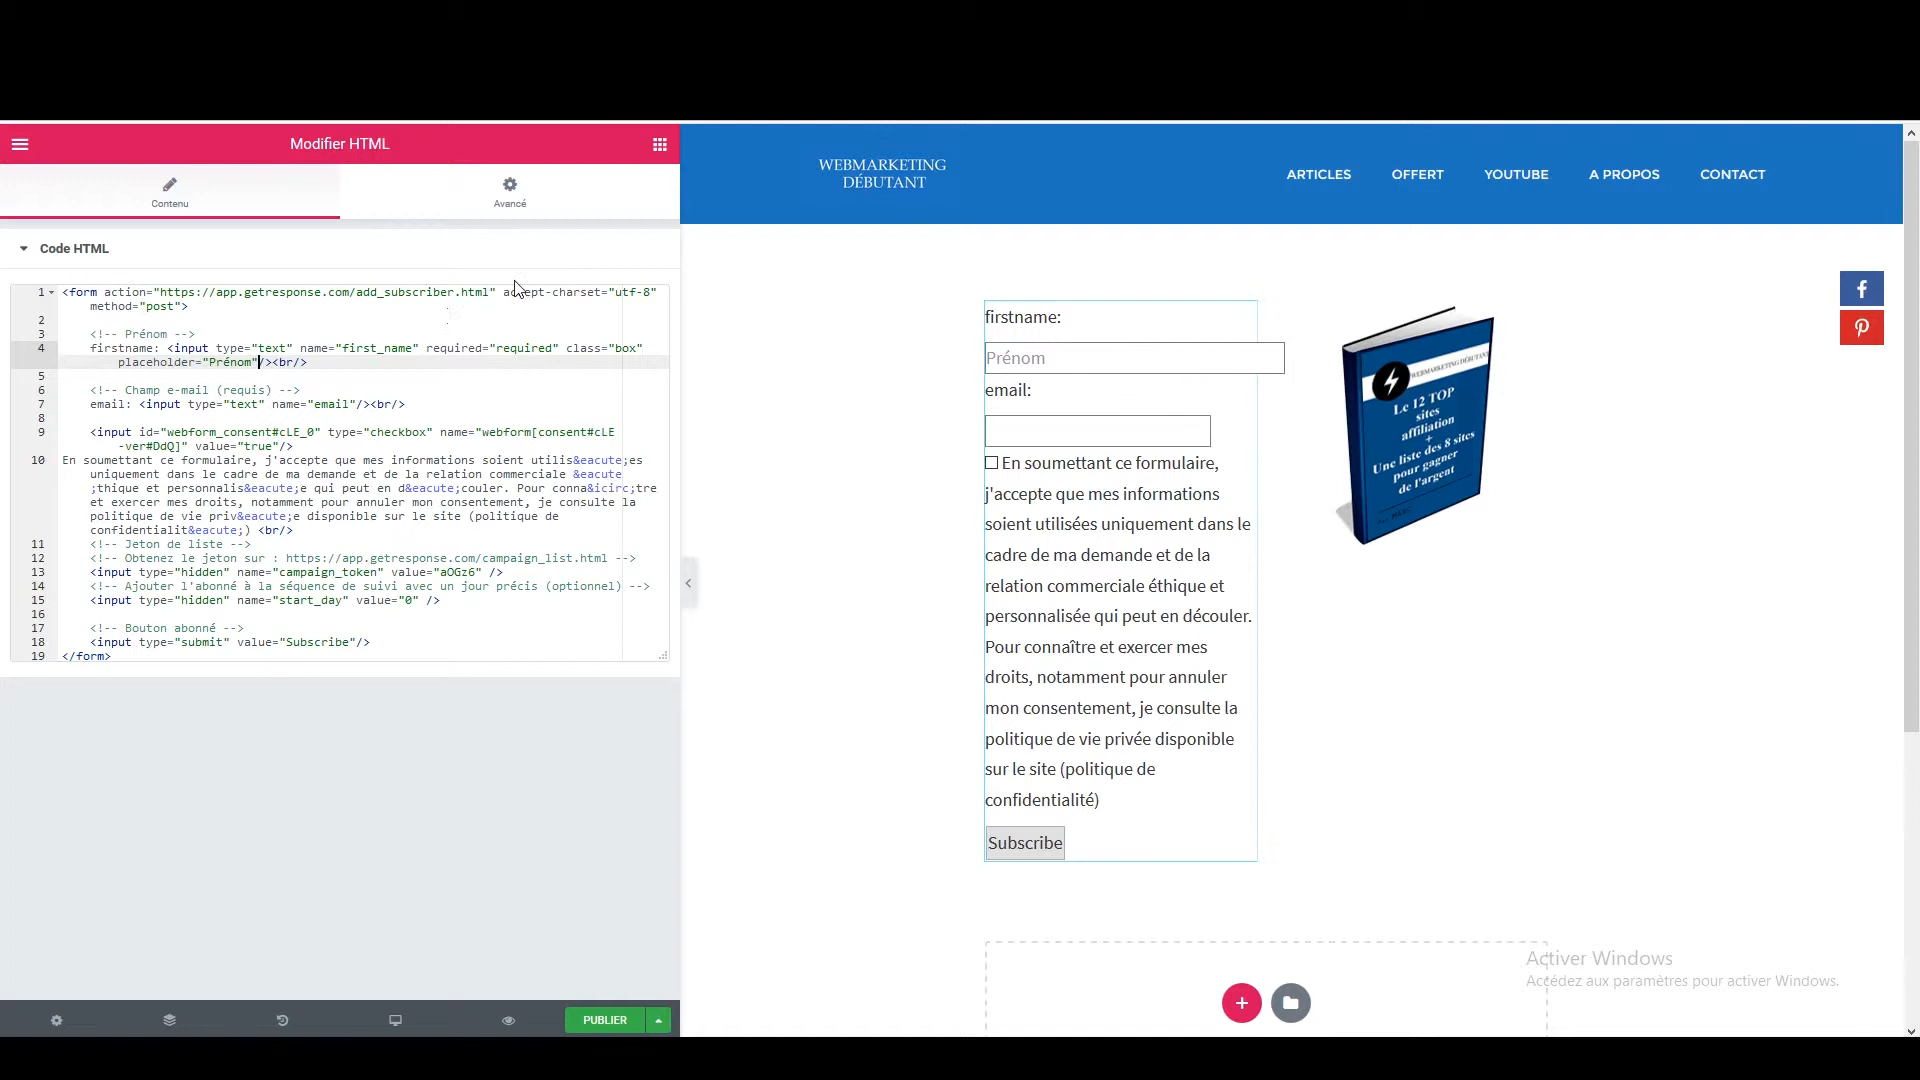 Modifier HTML
Contenu
Avancé
Code HTML
1 <form action="https://app.getresponse.com/add_subscriber.html" accept-charset="utf-8"
method="post">
2
3 <!-- Prénom -->
4 firstname: <input type="text" name="first_name" required="required" class="box"
placeholder="Prénom"/><br/>
5
6 <!-- Champ e-mail (requis) -->
7 email: <input type="text" name="email"/><br/>
8
9 <input id="webform_consent#cLE_0" type="checkbox" name="webform[consent#cLE
-ver#DdQ]" value="true"/>
10 En soumettant ce formulaire, j'accepte que mes informations soient utilis&eacute;es
uniquement dans le cadre de ma demande et de la relation commerciale &eacute
;thique et personnalis&eacute;e qui peut en d&eacute;couler. Pour conna&icirc;tre
et exercer mes droits, notamment pour annuler mon consentement, je consulte la
politique de vie priv&eacute;e disponible sur le site (politique de
confidentialit&eacute;) <br/>
11 <!-- Jeton de liste -->
12 <!-- Obtenez le jeton sur : https://app.getresponse.com/campaign_list.html -->
13 <input type="hidden" name="campaign_token" value="aOGz6" />
14 <!-- Ajouter l'abonné à la séquence de suivi avec un jour précis (optionnel) -->
15 <input type="hidden" name="start_day" value="0" />
16
17 <!-- Bouton abonné -->
18 <input type="submit" value="Subscribe"/>
19 </form>
PUBLIER
WEBMARKETING
DÉBUTANT
ARTICLES OFFERT YOUTUBE A PROPOS CONTACT
firstname:
Prénom
email:
En soumettant ce formulaire,
j'accepte que mes informations
soient utilisées uniquement dans le
cadre de ma demande et de la
relation commerciale éthique et
personnalisée qui peut en découler.
Pour connaître et exercer mes
droits, notamment pour annuler
mon consentement, je consulte la
politique de vie privée disponible
sur le site (politique de
confidentialité)
Subscribe
WEBMARKETING DÉBUTANT
Le 12 TOP
sites
affiliation
+
Une liste des 8 sites
pour gagner
de l'argent
Activer Windows
Accédez aux paramètres pour activer Windows.